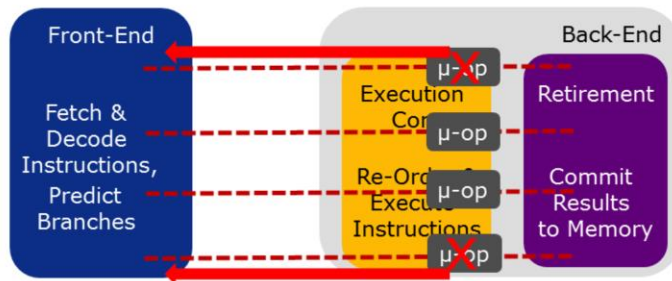 Front-End
Back-End
μ-op
Execution
Retirement
Fetch &
Decode
Instructions,
Predict
Branches
μ-op
μ-op
Execute
Instructions
Commit
Results
to Memory
μ-op